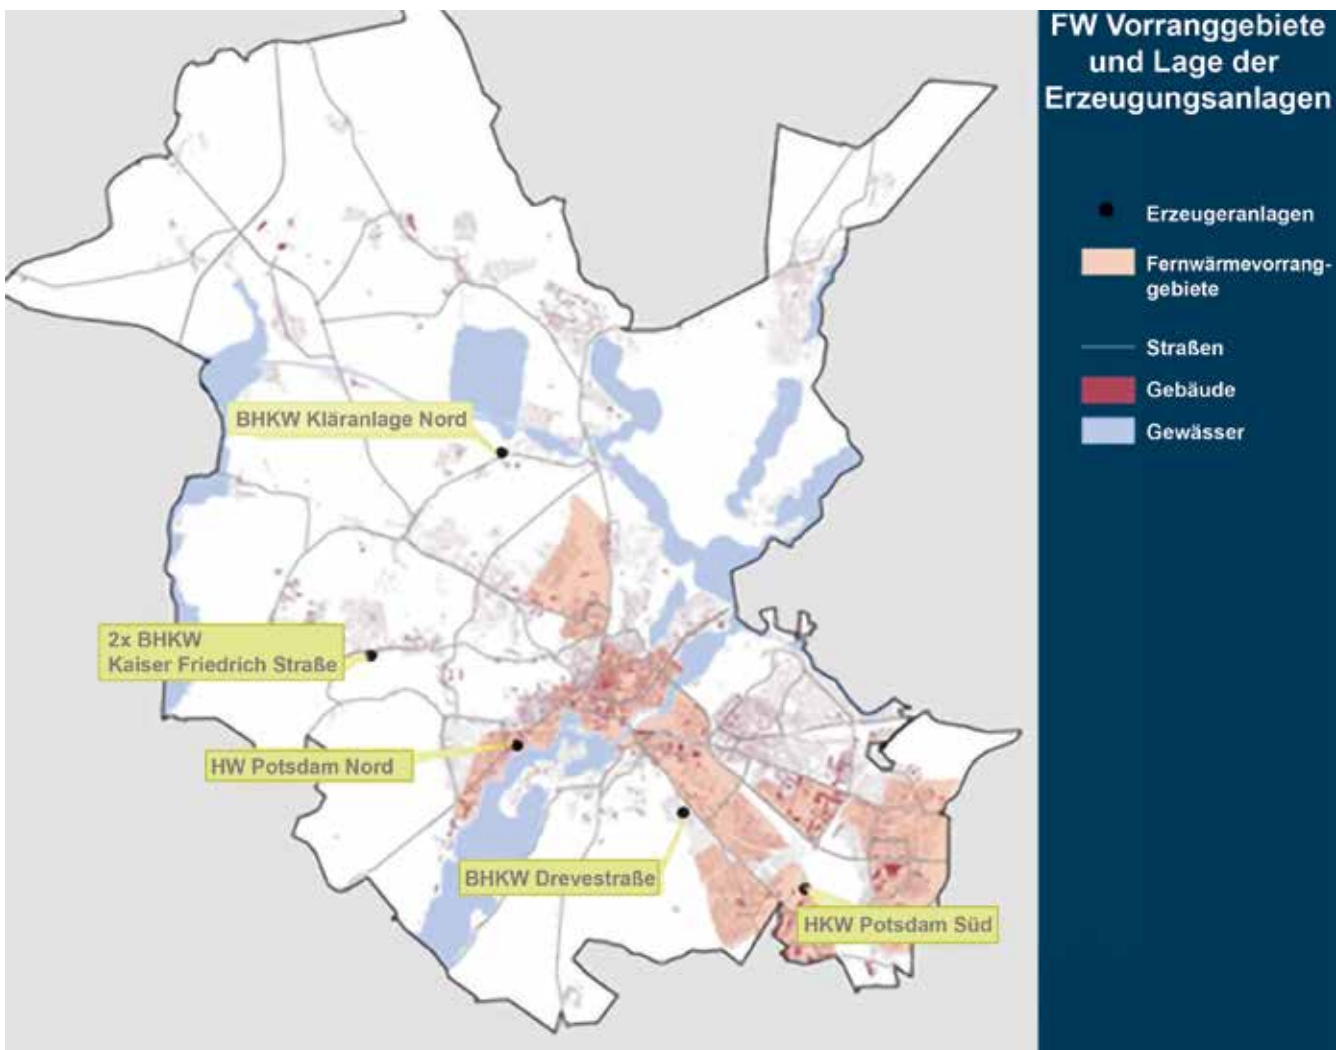 FW Vorranggebiete
und Lage der
Erzeugungsanlagen
Erzeugeranlagen
Fernwärmevorrang-
gebiete
Straßen
Gebäude
Gewässer
BHKW Kläranlage Nord
2x BHKW
Kaiser Friedrich Straße
HW Potsdam Nord
BHKW Drevestraße
HKW Potsdam Süd